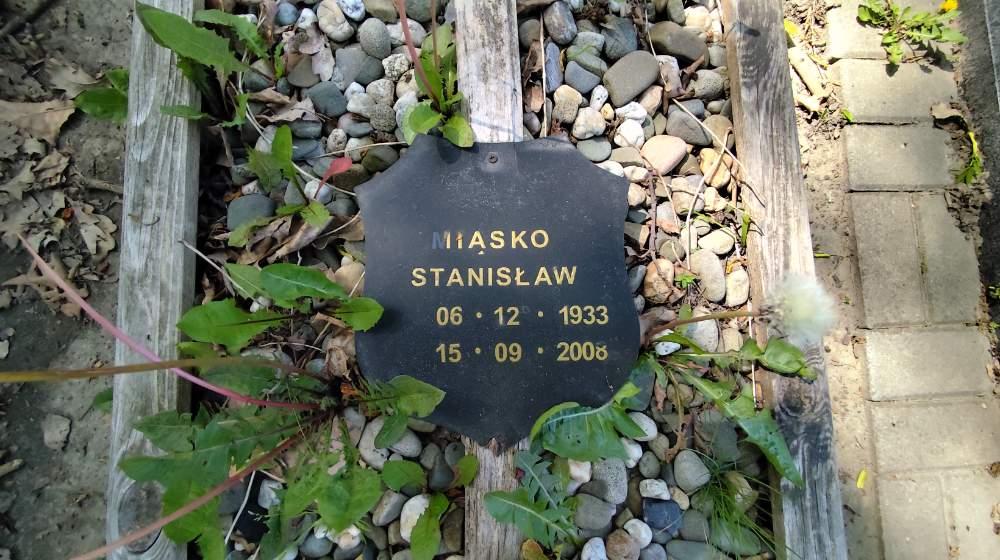 MIĄSKO
STANISŁAW
06 · 12 · 1933
15 · 09 · 2008